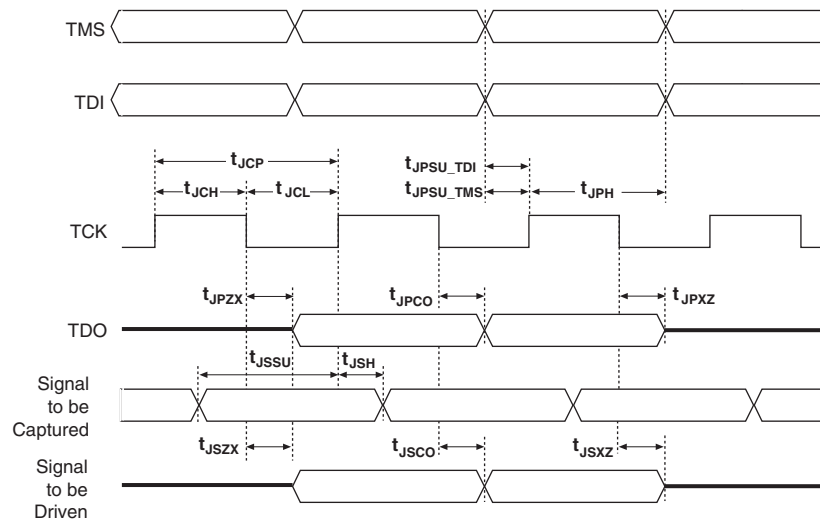 TMS
TDI
tJCP
tJCH
tJCL
tJPSU_TDI
tJPSU_TMS
tJPH
TCK
tJPZX
tJPCO
tJPXZ
TDO
tJSSU
tJSH
Signal
to be
Captured
tJSZX
tJSCO
tJSXZ
Signal
to be
Driven